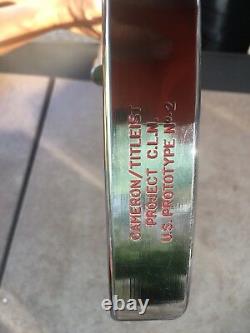 CAMERON/TITLEIST
PROJECT C.L.M.
U.S. PROTOTYPE No. 2